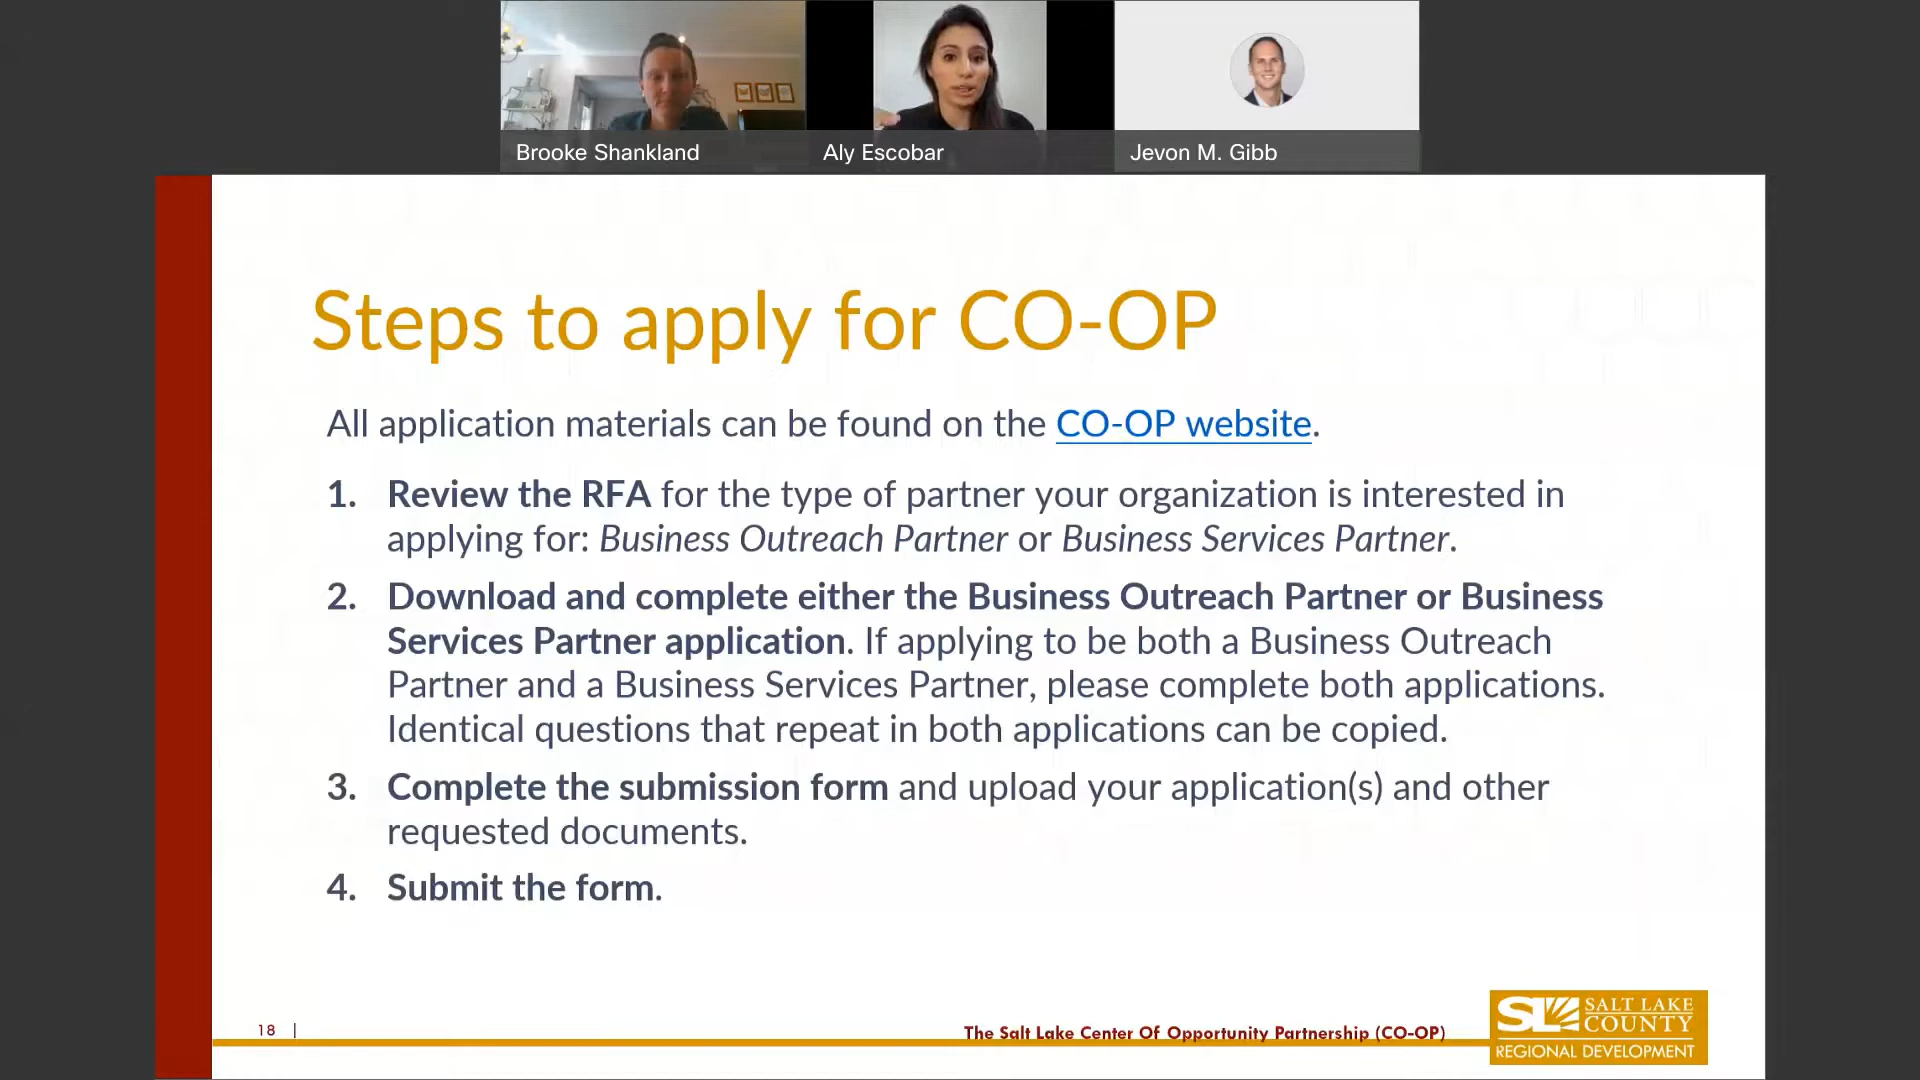 Brooke Shankland
Aly Escobar
Jevon M. Gibb
Steps to apply for CO-OP
All application materials can be found on the CO-OP website.
1. Review the RFA for the type of partner your organization is interested in
applying for: Business Outreach Partner or Business Services Partner.
2. Download and complete either the Business Outreach Partner or Business
Services Partner application. If applying to be both a Business Outreach
Partner and a Business Services Partner, please complete both applications.
Identical questions that repeat in both applications can be copied.
3. Complete the submission form and upload your application(s) and other
requested documents.
4. Submit the form.
18 |
The Salt Lake Center Of Opportunity Partnership (CO-OP)
SL SALT LAKE
COUNTY
REGIONAL DEVELOPMENT